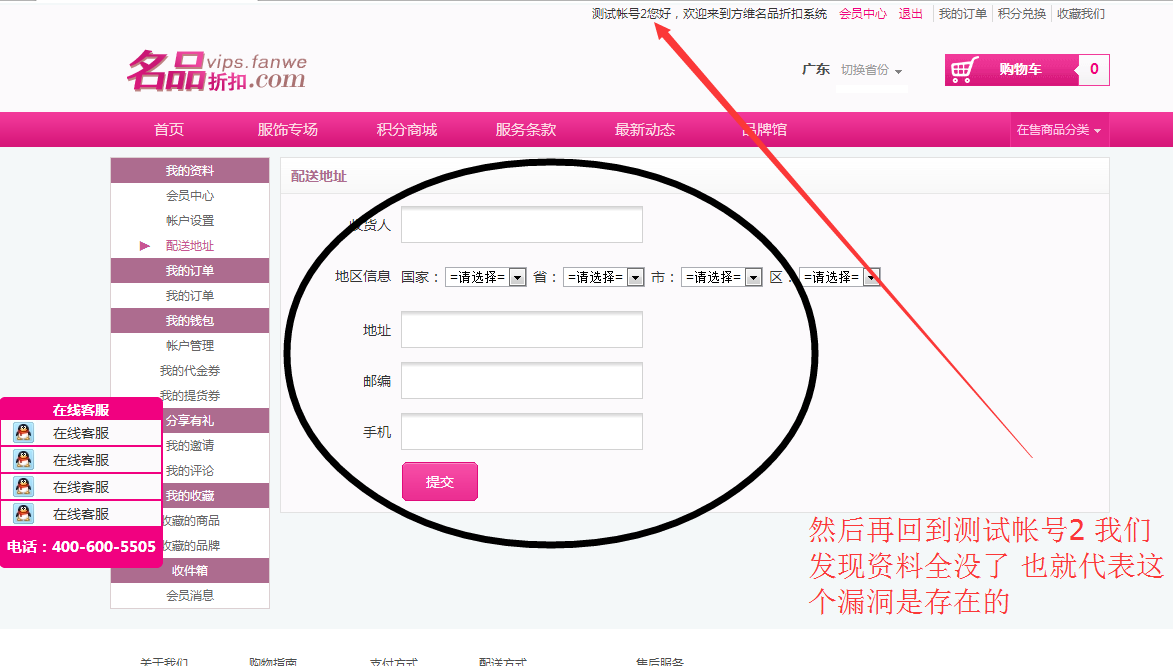 测试帐号2您好，欢迎来到方维名品折扣系统 会员中心 退出 我的订单 积分兑换 收藏我们
名品折扣 vips.fanwe .com
广东 切换省份 购物车 0
首页 服饰专场 积分商城 服务条款 最新动态 品牌馆 在售商品分类
我的资料
会员中心
帐户设置
配送地址
我的订单
我的订单
我的钱包
帐户管理
我的代金券
我的提货券
分享有礼
我的邀请
我的评论
我的收藏
收藏的商品
收藏的品牌
收件箱
会员消息
在线客服
在线客服
在线客服
在线客服
在线客服
电话：400-600-5505
配送地址
收货人
地区信息 国家： =请选择= 省： =请选择= 市： =请选择= 区： =请选择=
地址
邮编
手机
提交
然后再回到测试帐号2 我们
发现资料全没了 也就代表这
个漏洞是存在的
关于我们 购物指南 支付方式 配送方式 售后服务